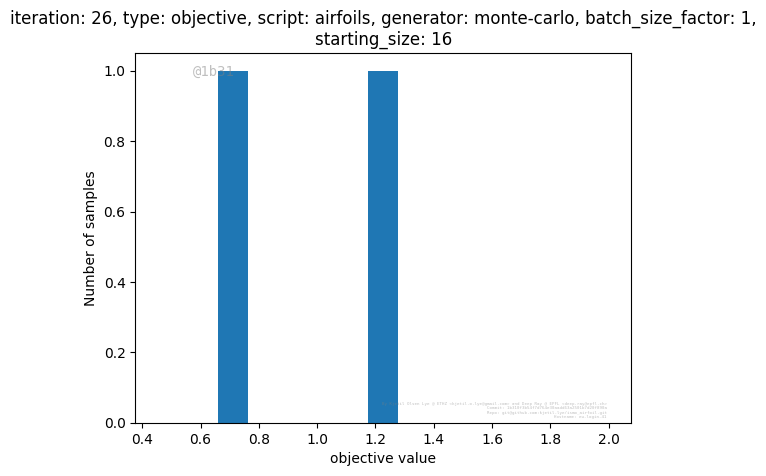 iteration: 26, type: objective, script: airfoils, generator: monte-carlo, batch_size_factor: 1,
starting_size: 16
1.0
0.8
0.6
0.4
0.2
0.0
Number of samples
0.4 0.6 0.8 1.0 1.2 1.4 1.6 1.8 2.0
objective value